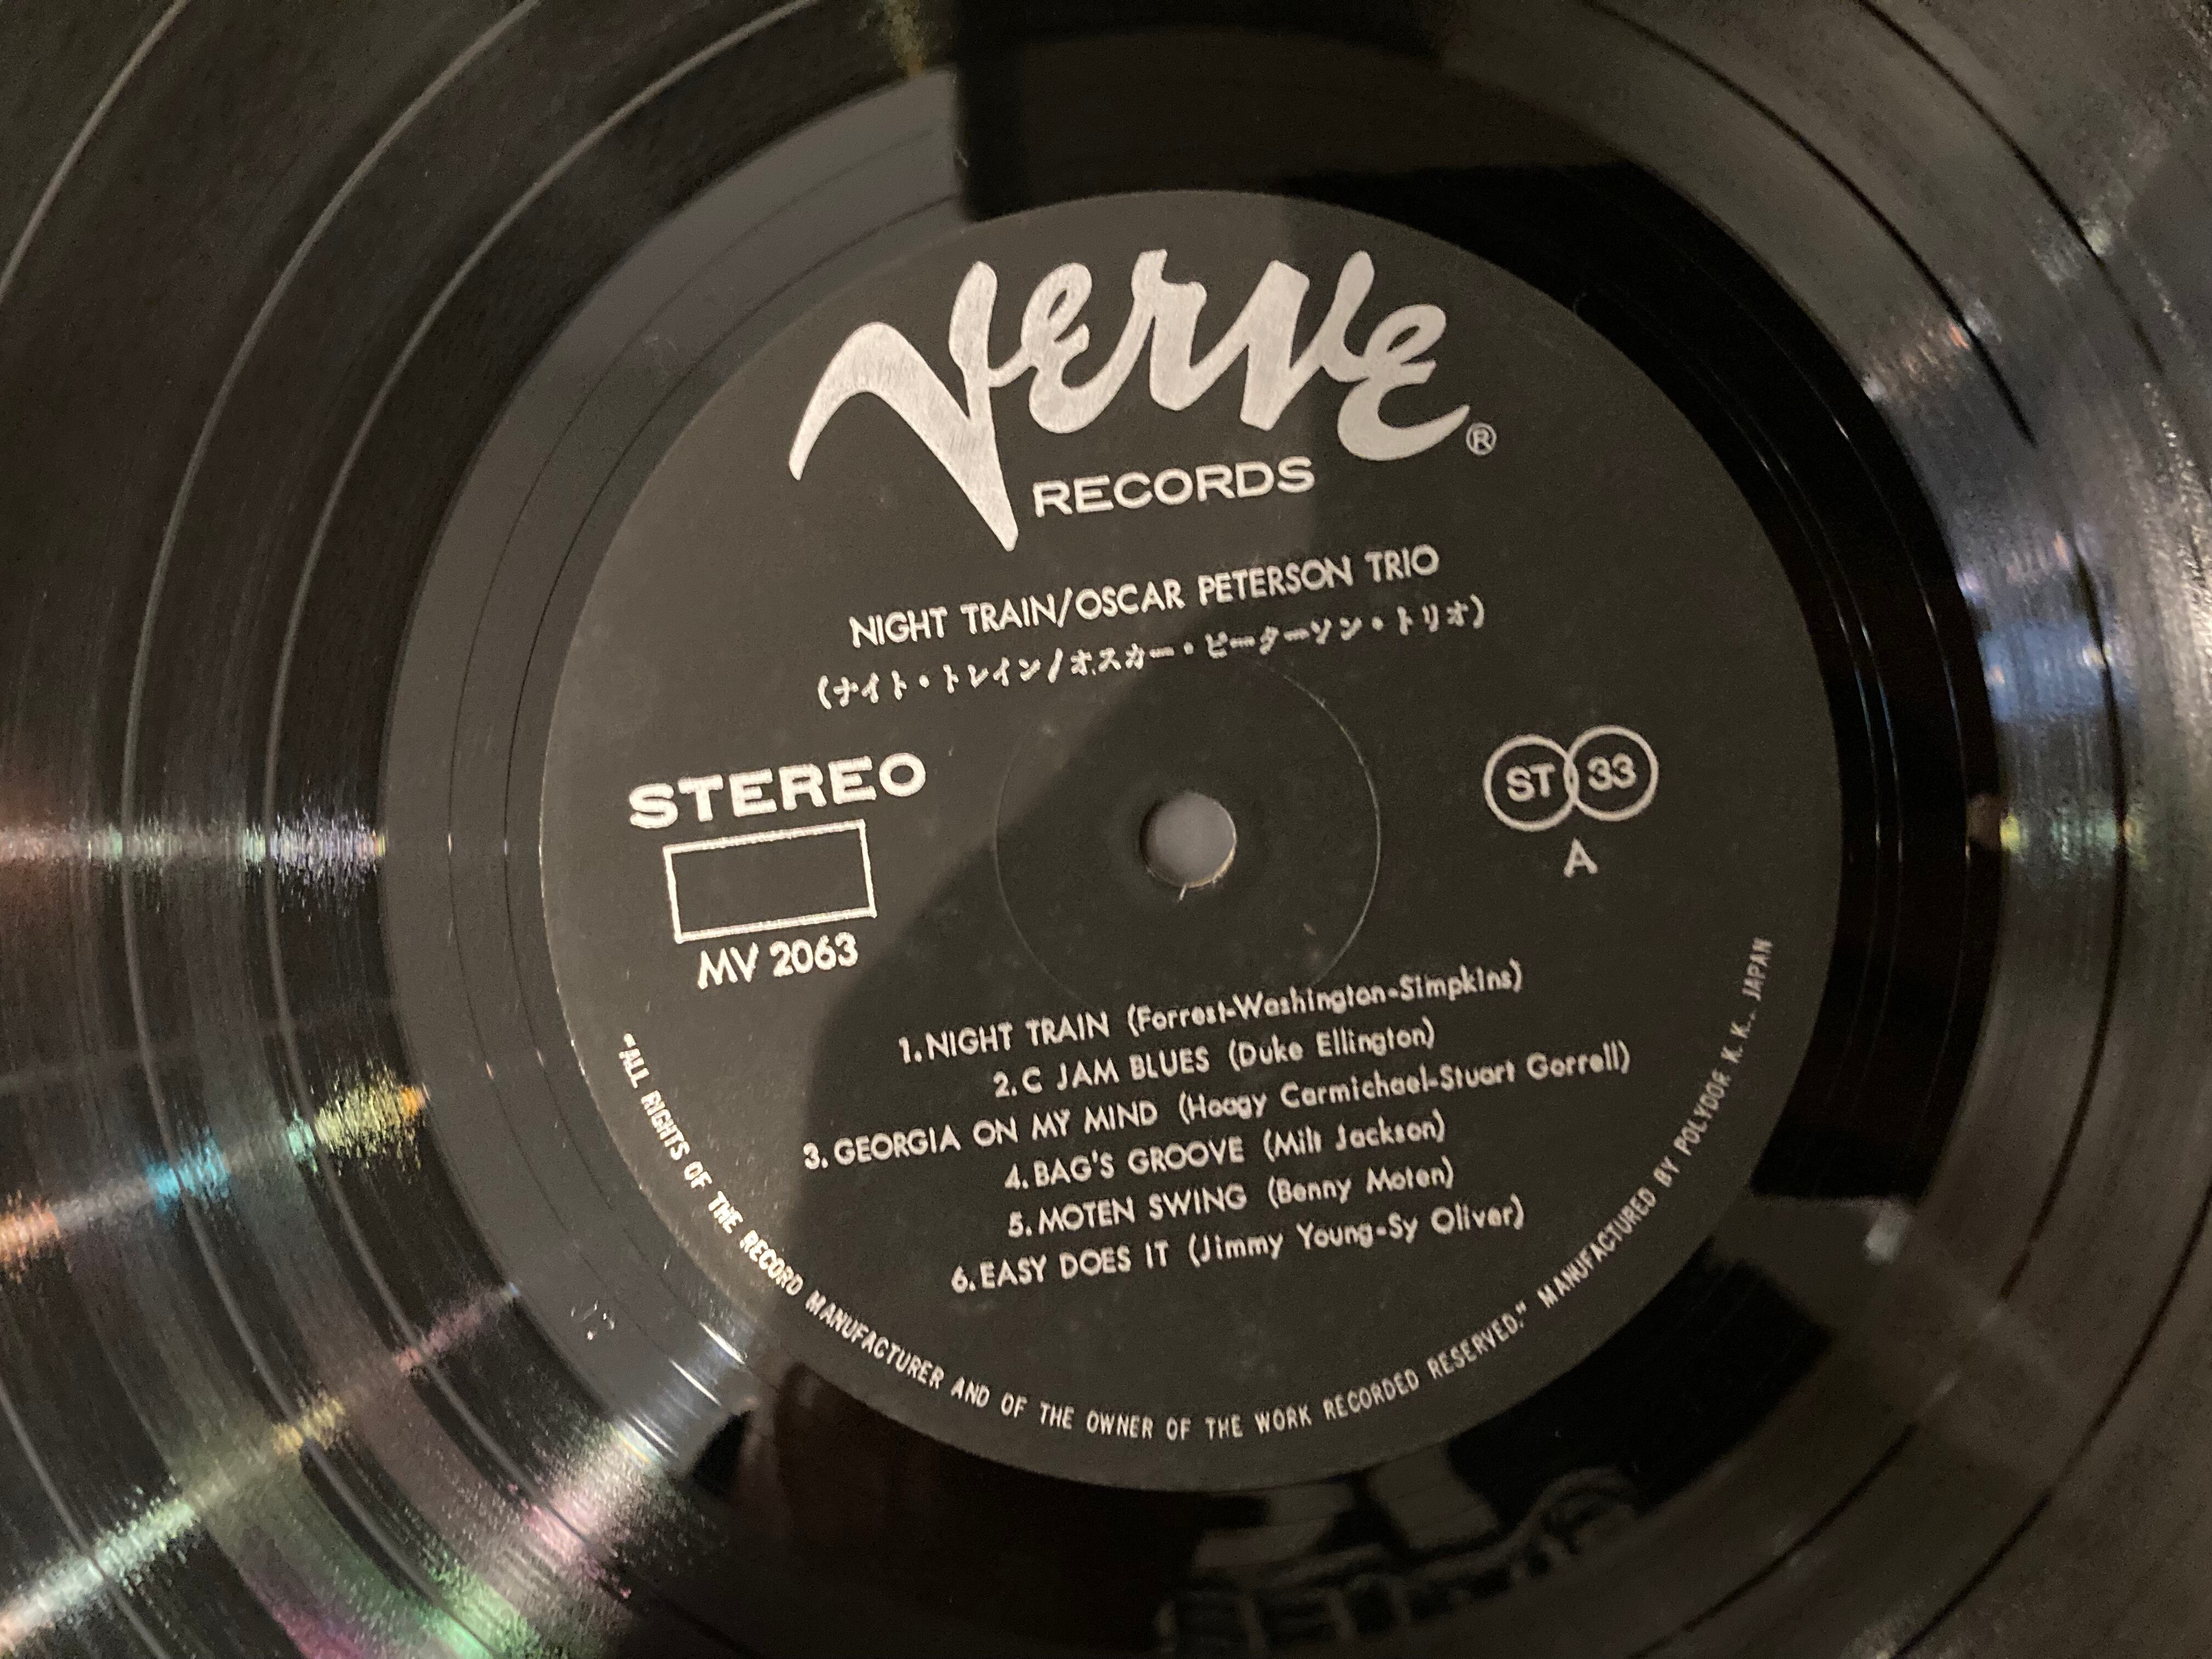 Verve ®
RECORDS
NIGHT TRAIN/OSCAR PETERSON TRIO
(ナイト・トレイン/オスカー・ピーターソン・トリオ)
STEREO
MV 2063
ST 33
A
1. NIGHT TRAIN (Forrest-Washington-Simpkins)
2. C JAM BLUES (Duke Ellington)
3. GEORGIA ON MY MIND (Hoagy Carmichael-Stuart Gorrell)
4. BAG'S GROOVE (Milt Jackson)
5. MOTEN SWING (Benny Moten)
6. EASY DOES IT (Jimmy Young-Sy Oliver)
"ALL RIGHTS OF THE RECORD MANUFACTURER AND OF THE OWNER OF THE WORK RECORDED RESERVED." MANUFACTURED BY POLYDOR K. K., JAPAN